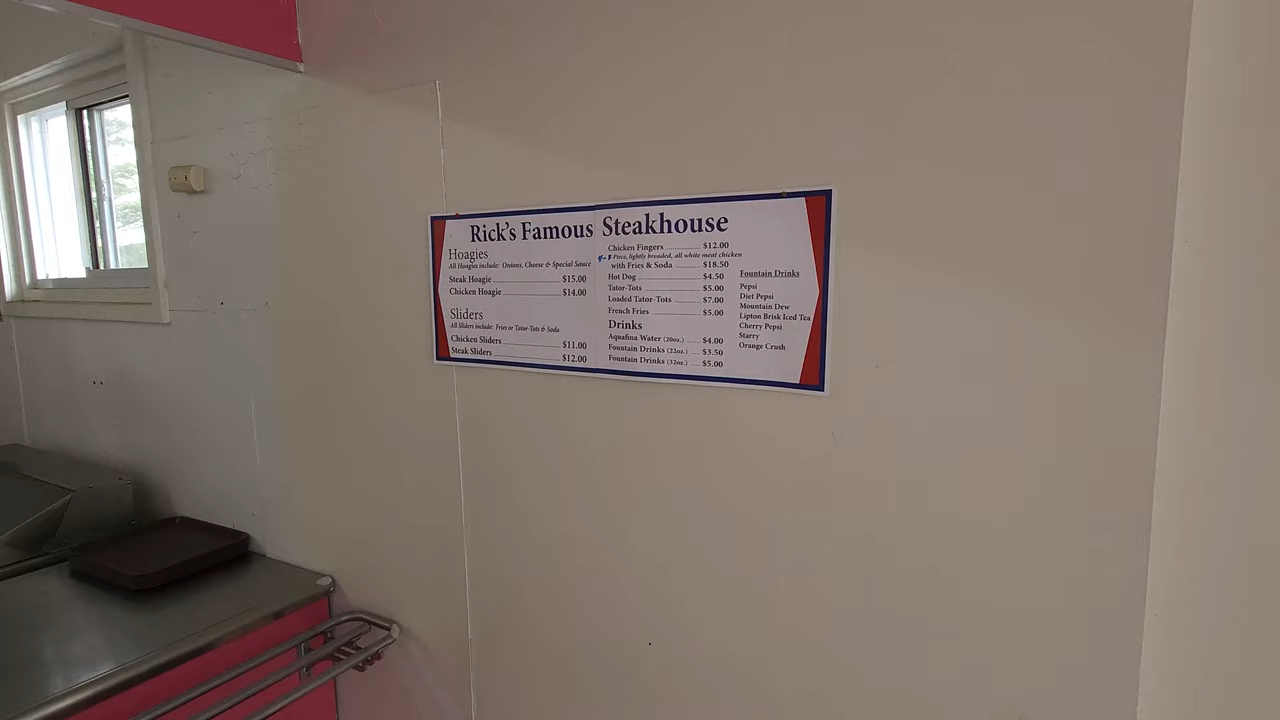 Rick's Famous Steakhouse
Hoagies
All Hoagies include: Onions, Cheese & Special Sauce
Steak Hoagie $15.00
Chicken Hoagie $14.00
Sliders
All Sliders include: Fries or Tator-Tots & Soda
Chicken Sliders $11.00
Steak Sliders $12.00
Chicken Fingers $12.00
Piece, lightly breaded, all white meat chicken
with Fries & Soda $18.50
Hot Dog $4.50
Tator-Tots $5.00
Loaded Tator-Tots $7.00
French Fries $5.00
Drinks
Aquafina Water (20oz.) $4.00
Fountain Drinks (22oz.) $3.50
Fountain Drinks (32oz.) $5.00
Fountain Drinks
Pepsi
Diet Pepsi
Mountain Dew
Lipton Brisk Iced Tea
Cherry Pepsi
Starry
Orange Crush